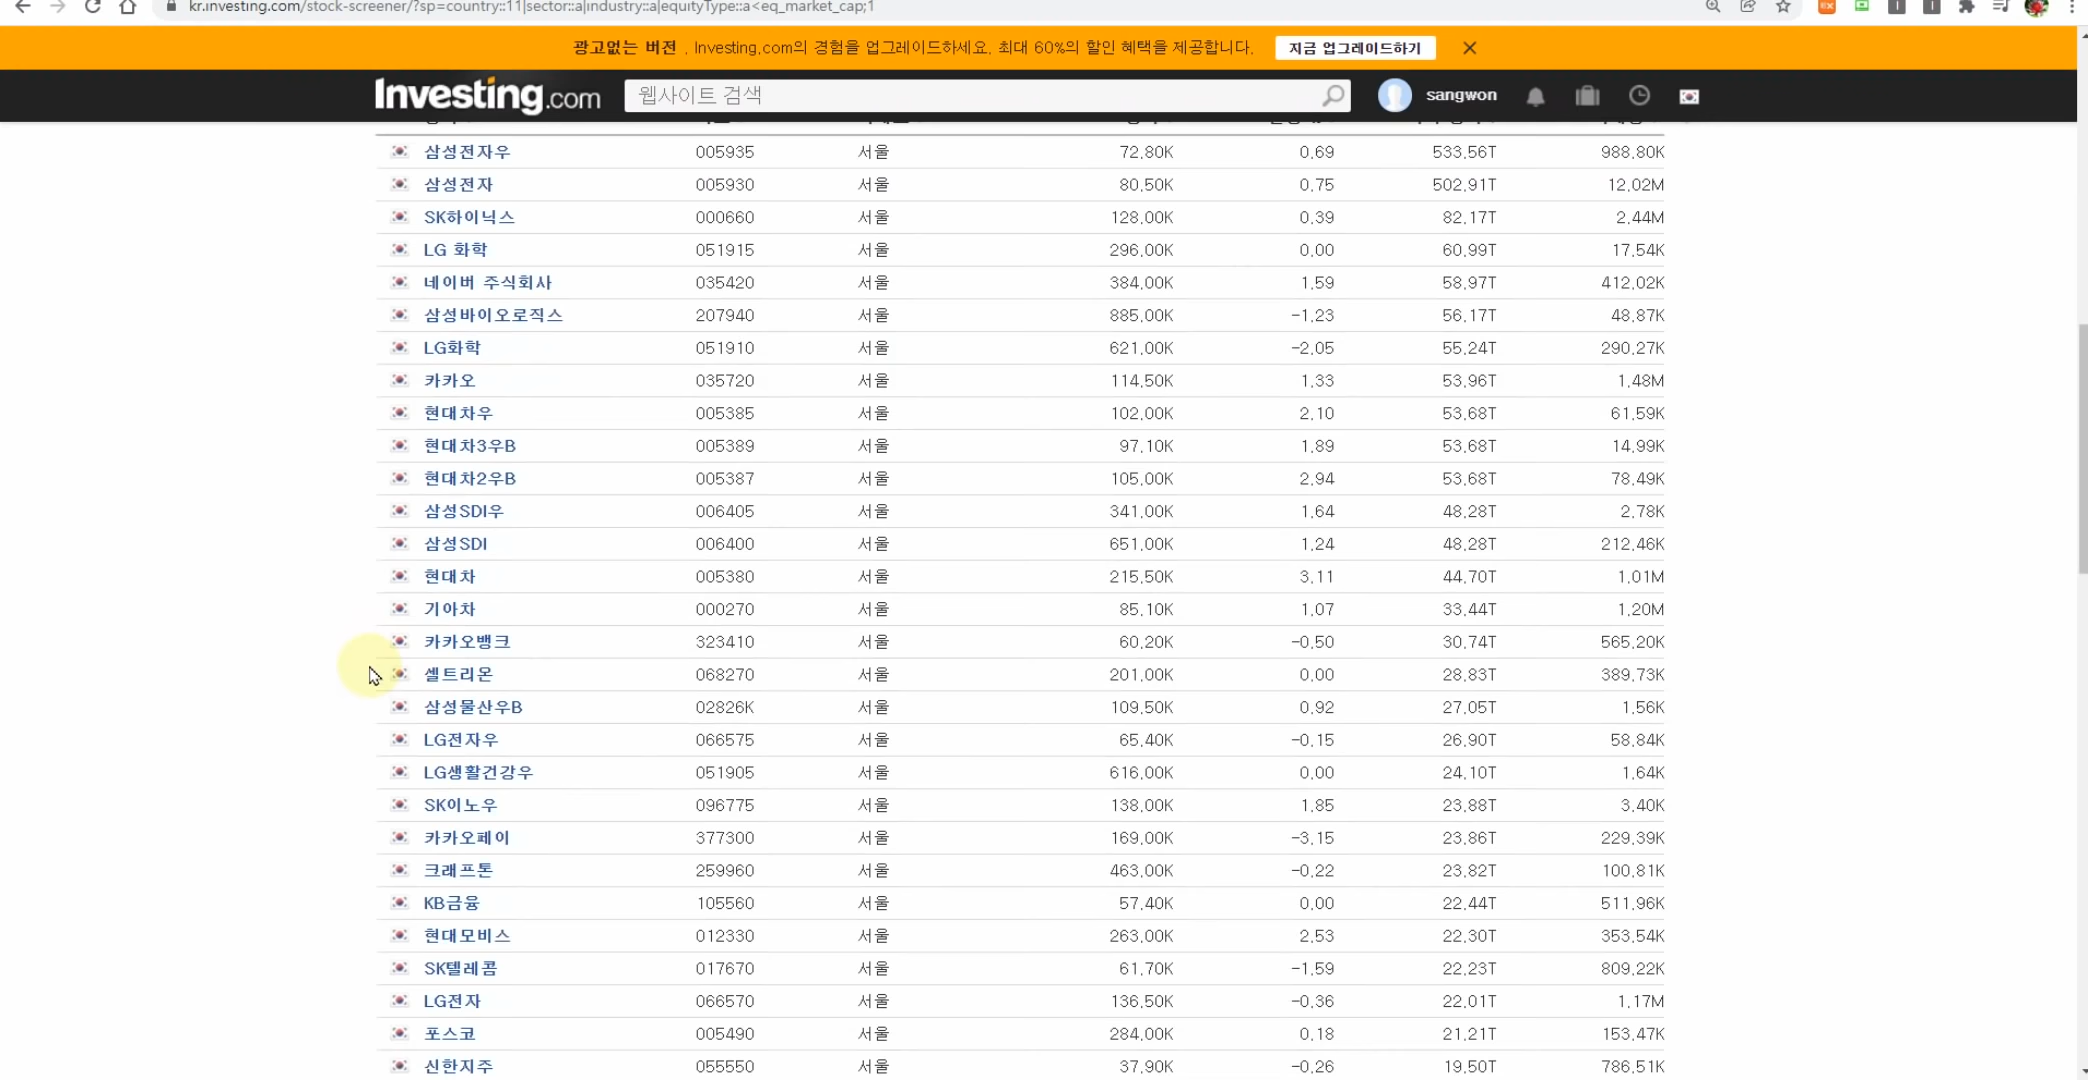 kr.investing.com/stock-screener/?sp=country::11|sector::a|industry::a|equityType::a<eq_market_cap;1
광고없는 버전 . Investing.com의 경험을 업그레이드하세요. 최대 60%의 할인 혜택을 제공합니다. 지금 업그레이드하기
Investing.com 웹사이트 검색 sangwon
삼성전자우 005935 서울 72.80K 0.69 533.56T 988.80K
삼성전자 005930 서울 80.50K 0.75 502.91T 12.02M
SK하이닉스 000660 서울 128.00K 0.39 82.17T 2.44M
LG 화학 051915 서울 296.00K 0.00 60.99T 17.54K
네이버 주식회사 035420 서울 384.00K 1.59 58.97T 412.02K
삼성바이오로직스 207940 서울 885.00K -1.23 56.17T 48.87K
LG화학 051910 서울 621.00K -2.05 55.24T 290.27K
카카오 035720 서울 114.50K 1.33 53.96T 1.48M
현대차우 005385 서울 102.00K 2.10 53.68T 61.59K
현대차3우B 005389 서울 97.10K 1.89 53.68T 14.99K
현대차2우B 005387 서울 105.00K 2.94 53.68T 78.49K
삼성SDI우 006405 서울 341.00K 1.64 48.28T 2.78K
삼성SDI 006400 서울 651.00K 1.24 48.28T 212.46K
현대차 005380 서울 215.50K 3.11 44.70T 1.01M
기아차 000270 서울 85.10K 1.07 33.44T 1.20M
카카오뱅크 323410 서울 60.20K -0.50 30.74T 565.20K
셀트리온 068270 서울 201.00K 0.00 28.83T 389.73K
삼성물산우B 02826K 서울 109.50K 0.92 27.05T 1.56K
LG전자우 066575 서울 65.40K -0.15 26.90T 58.84K
LG생활건강우 051905 서울 616.00K 0.00 24.10T 1.64K
SK이노우 096775 서울 138.00K 1.85 23.88T 3.40K
카카오페이 377300 서울 169.00K -3.15 23.86T 229.39K
크래프톤 259960 서울 463.00K -0.22 23.82T 100.81K
KB금융 105560 서울 57.40K 0.00 22.44T 511.96K
현대모비스 012330 서울 263.00K 2.53 22.30T 353.54K
SK텔레콤 017670 서울 61.70K -1.59 22.23T 809.22K
LG전자 066570 서울 136.50K -0.36 22.01T 1.17M
포스코 005490 서울 284.00K 0.18 21.21T 153.47K
신한지주 055550 서울 37.90K -0.26 19.50T 786.51K